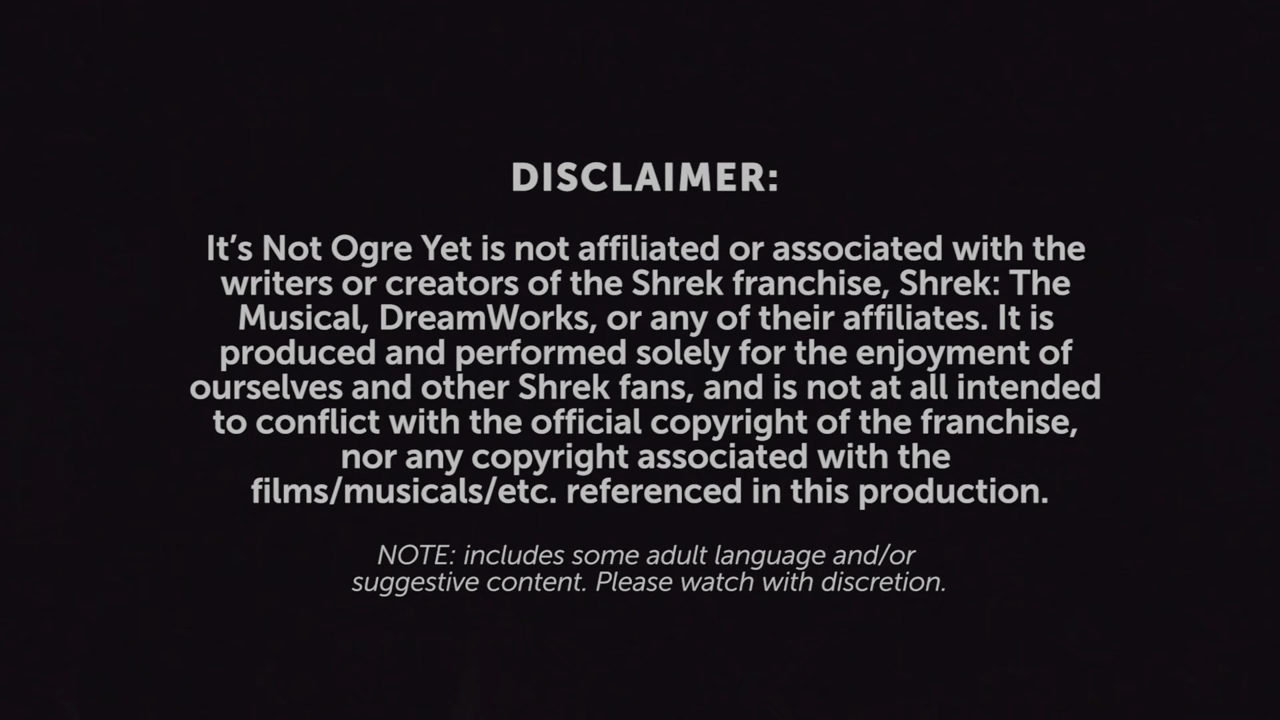 DISCLAIMER:
It’s Not Ogre Yet is not affiliated or associated with the
writers or creators of the Shrek franchise, Shrek: The
Musical, DreamWorks, or any of their affiliates. It is
produced and performed solely for the enjoyment of
ourselves and other Shrek fans, and is not at all intended
to conflict with the official copyright of the franchise,
nor any copyright associated with the
films/musicals/etc. referenced in this production.
NOTE: includes some adult language and/or
suggestive content. Please watch with discretion.